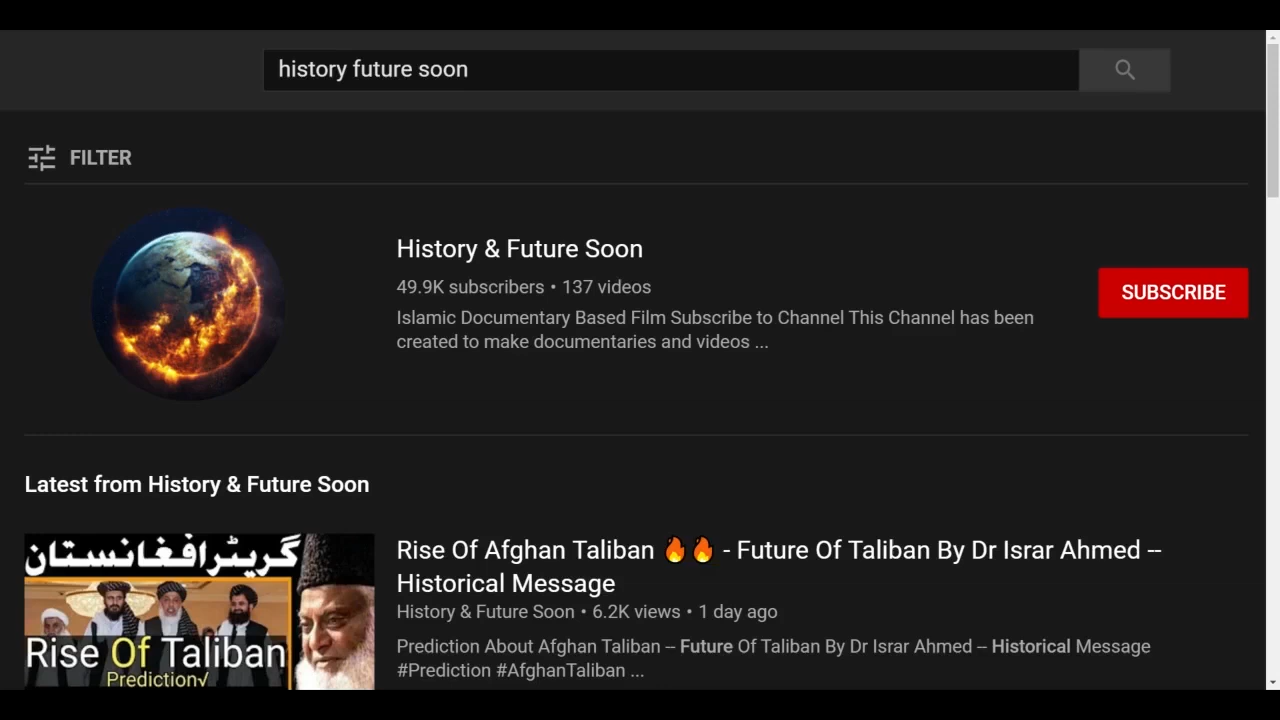 history future soon
FILTER
History & Future Soon
49.9K subscribers • 137 videos
Islamic Documentary Based Film Subscribe to Channel This Channel has been
created to make documentaries and videos ...
SUBSCRIBE
Latest from History & Future Soon
گریٹر افغانستان
Rise Of Taliban
Prediction√
Rise Of Afghan Taliban 🔥🔥 - Future Of Taliban By Dr Israr Ahmed --
Historical Message
History & Future Soon • 6.2K views • 1 day ago
Prediction About Afghan Taliban -- Future Of Taliban By Dr Israr Ahmed -- Historical Message
#Prediction #AfghanTaliban ...